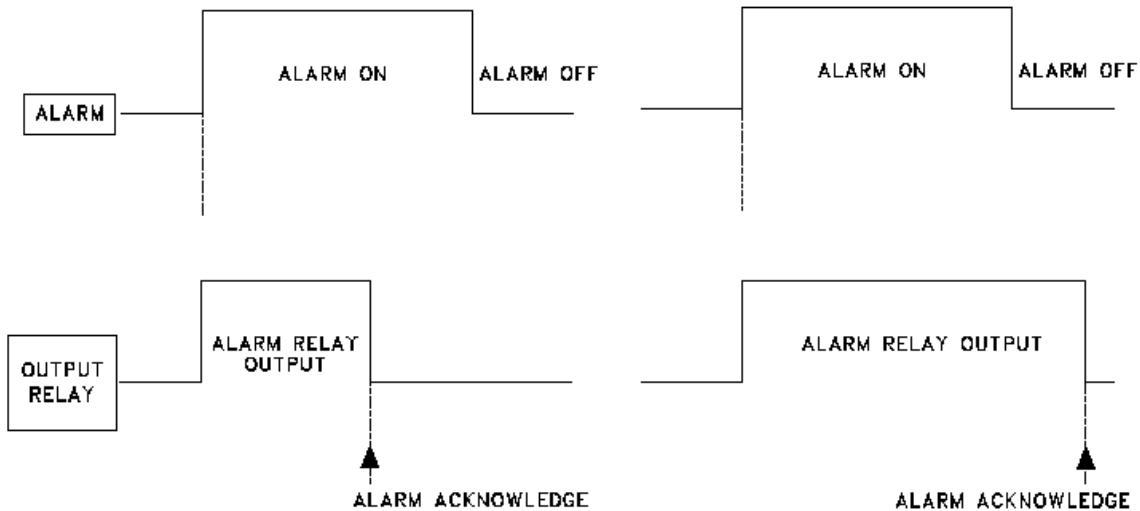 ALARM
ALARM ON
ALARM OFF
ALARM ON
ALARM OFF
OUTPUT
RELAY
ALARM RELAY
OUTPUT
ALARM RELAY OUTPUT
ALARM ACKNOWLEDGE
ALARM ACKNOWLEDGE